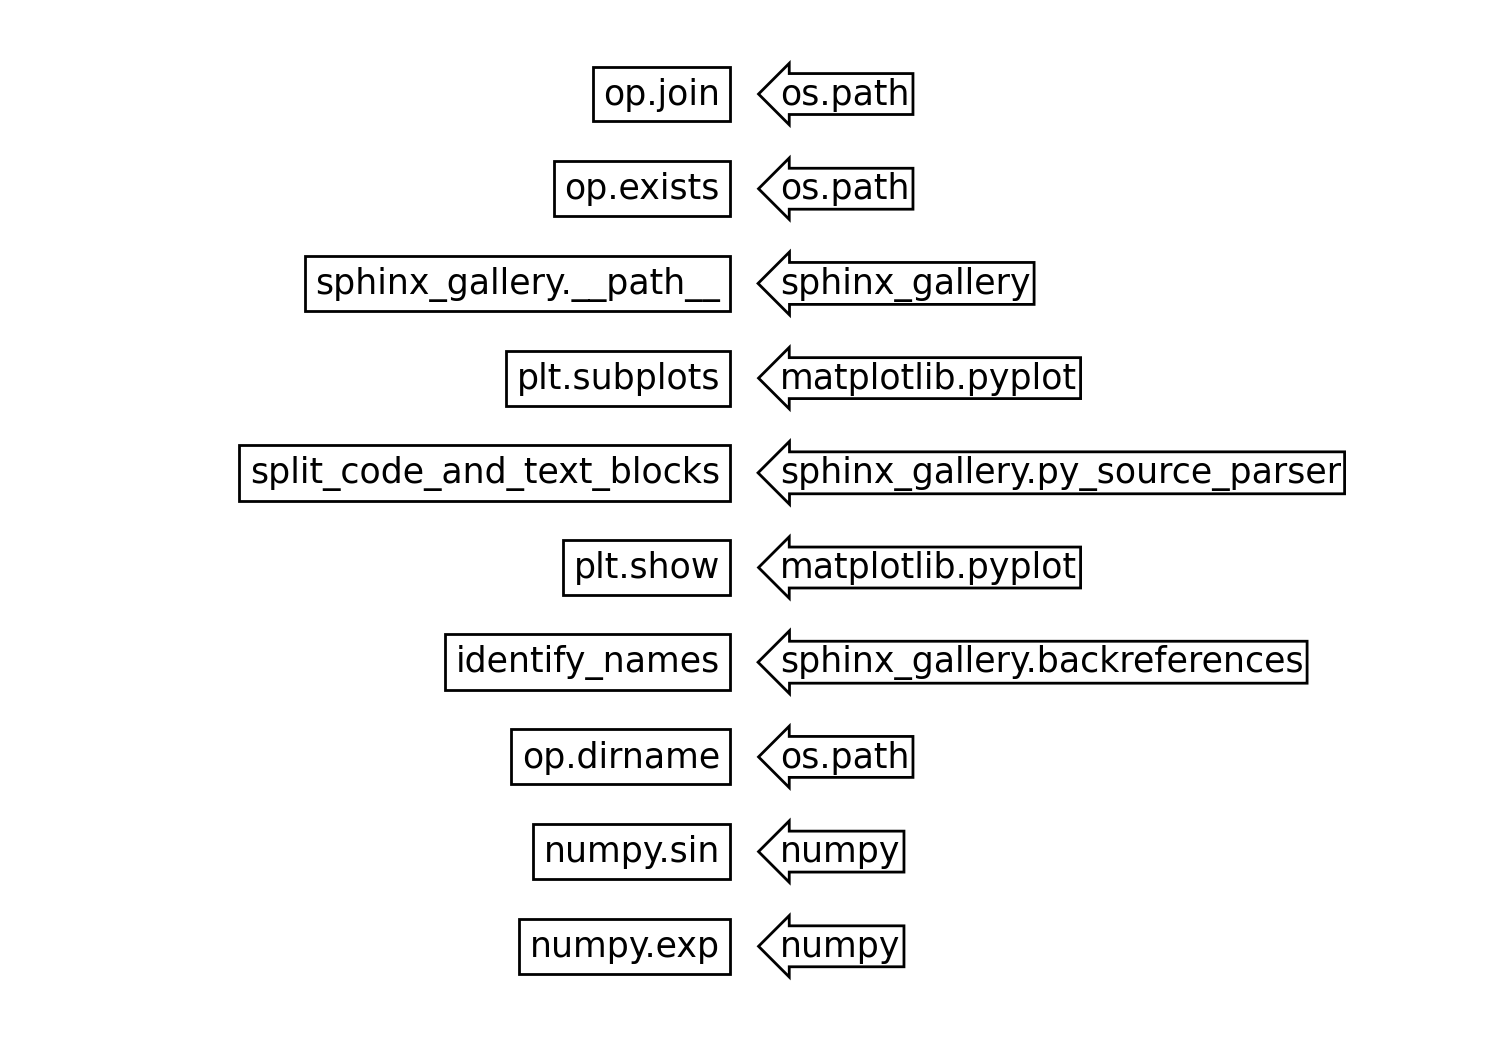 op.join os.path
op.exists os.path
sphinx_gallery.__path__ sphinx_gallery
plt.subplots matplotlib.pyplot
split_code_and_text_blocks sphinx_gallery.py_source_parser
plt.show matplotlib.pyplot
identify_names sphinx_gallery.backreferences
op.dirname os.path
numpy.sin numpy
numpy.exp numpy